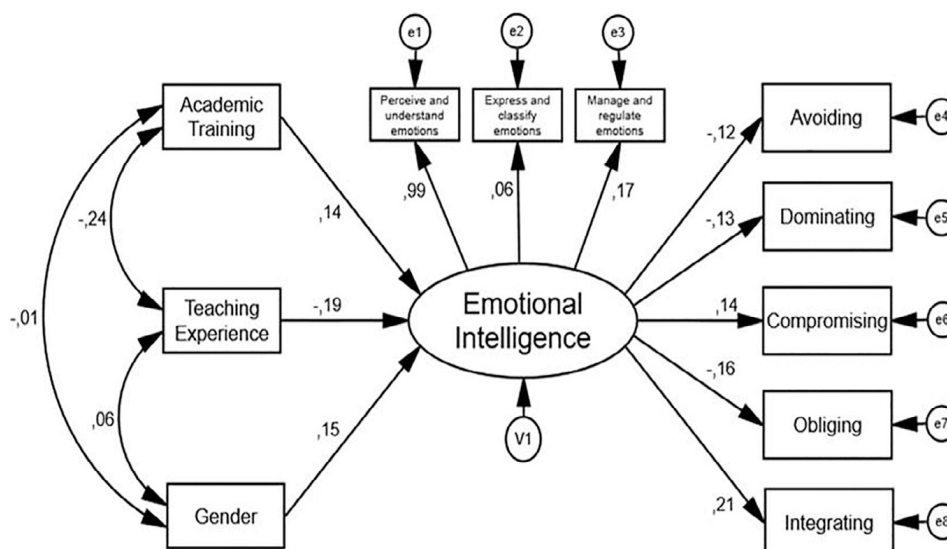 e1
e2
e3
Academic
Training
Perceive and
understand
emotions
Express and
classify
emotions
Manage and
regulate
emotions
Avoiding
e4
-,12
,99
,06
,17
-,24
,14
-,13
Dominating
e5
-,01
Teaching
Experience
-,19
Emotional
Intelligence
,14
Compromising
e6
-,16
,06
,15
V1
Obliging
e7
Gender
,21
Integrating
e8